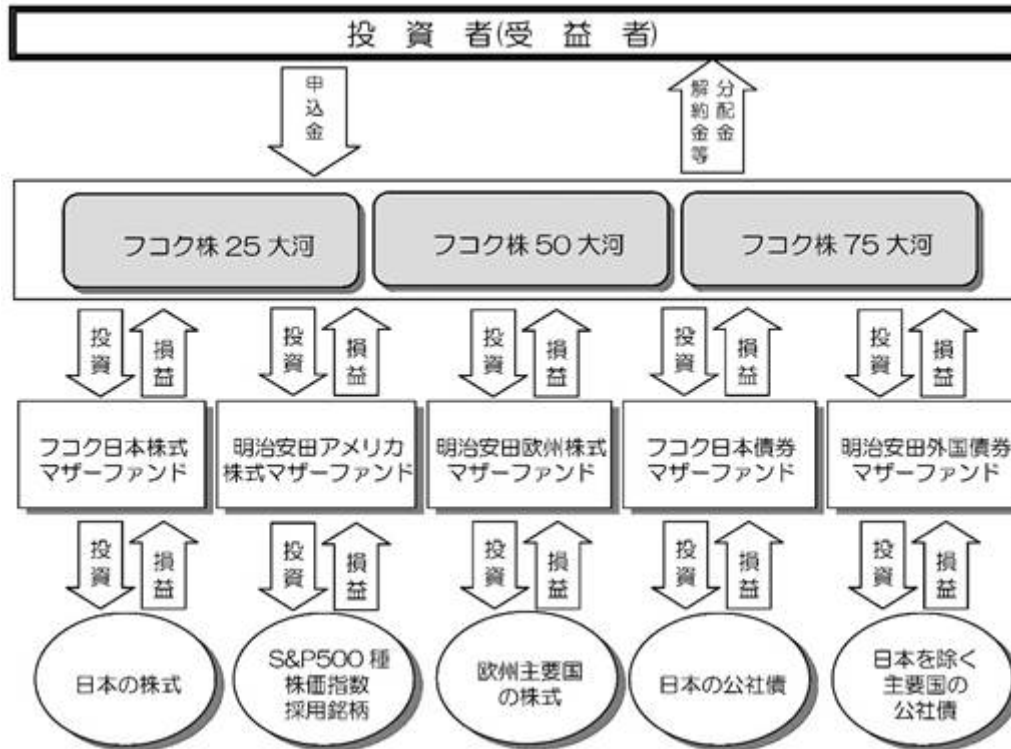 投資者(受益者)
申込金
分配金
解約金等
フコク株25大河
フコク株50大河
フコク株75大河
投資
損益
投資
損益
投資
損益
投資
損益
投資
損益
フコク日本株式
マザーファンド
明治安田アメリカ
株式マザーファンド
明治安田欧州株式
マザーファンド
フコク日本債券
マザーファンド
明治安田外国債券
マザーファンド
投資
損益
投資
損益
投資
損益
投資
損益
投資
損益
日本の株式
S&P500種
株価指数
採用銘柄
欧州主要国
の株式
日本の公社債
日本を除く
主要国の
公社債